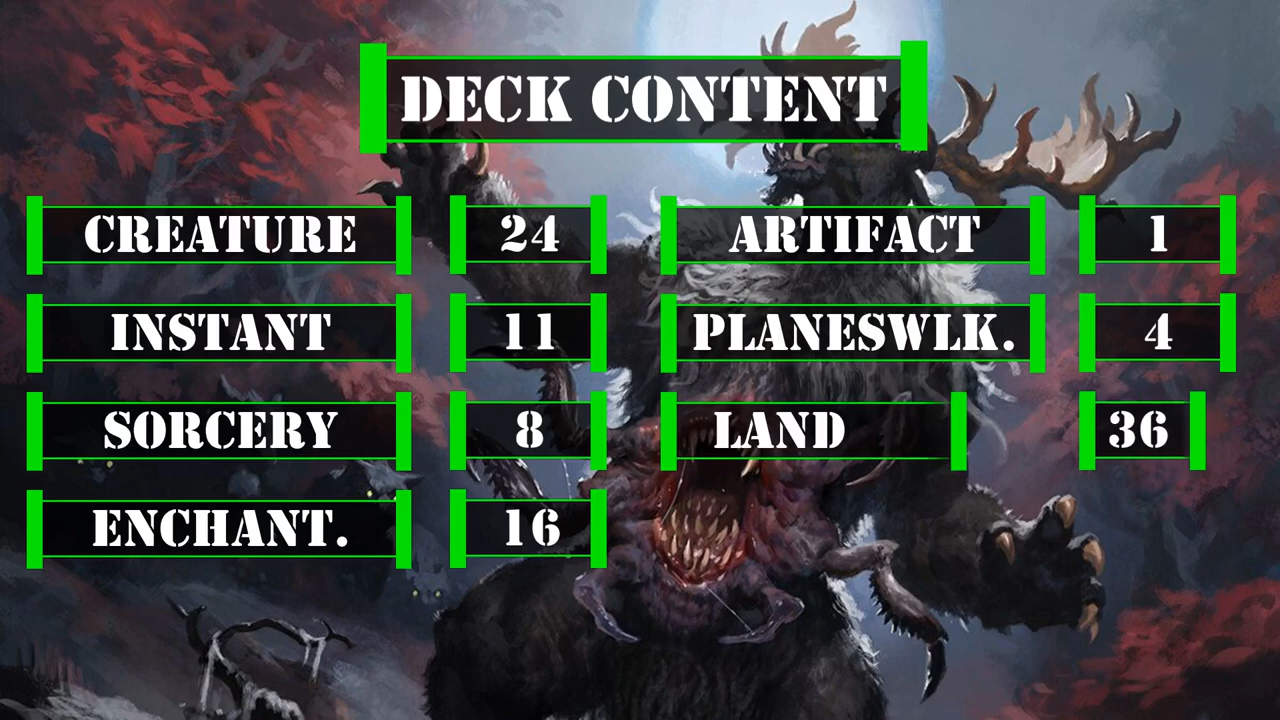 DECK CONTENT
CREATURE 24 ARTIFACT 1
INSTANT 11 PLANESWLK. 4
SORCERY 8 LAND 36
ENCHANT. 16